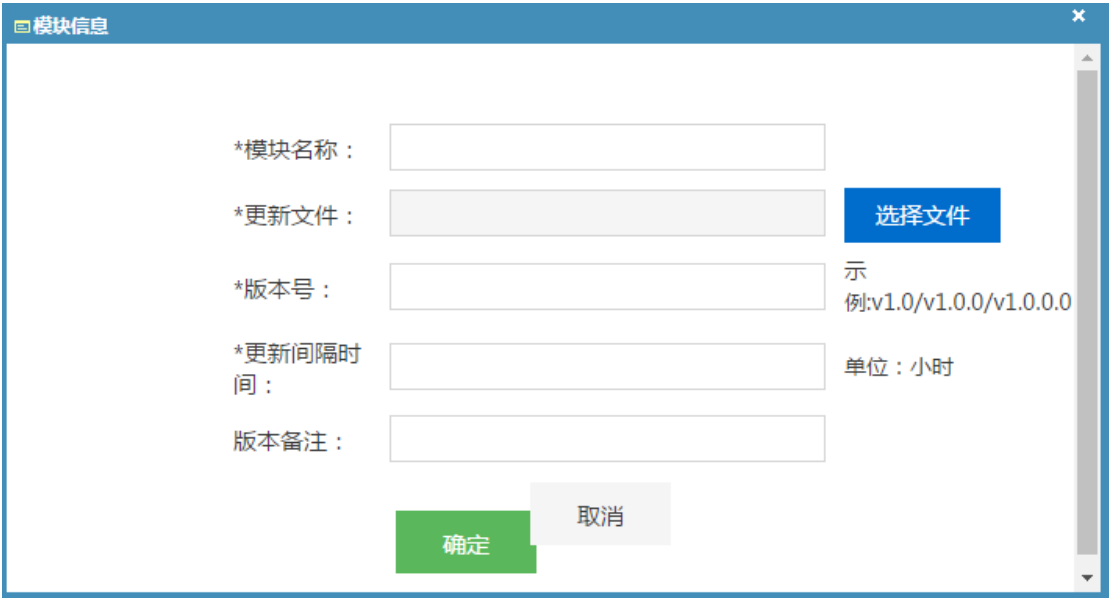 模块信息
*模块名称：
*更新文件：
选择文件
*版本号：
示
例:v1.0/v1.0.0/v1.0.0.0
*更新间隔时
间：
单位：小时
版本备注：
取消
确定